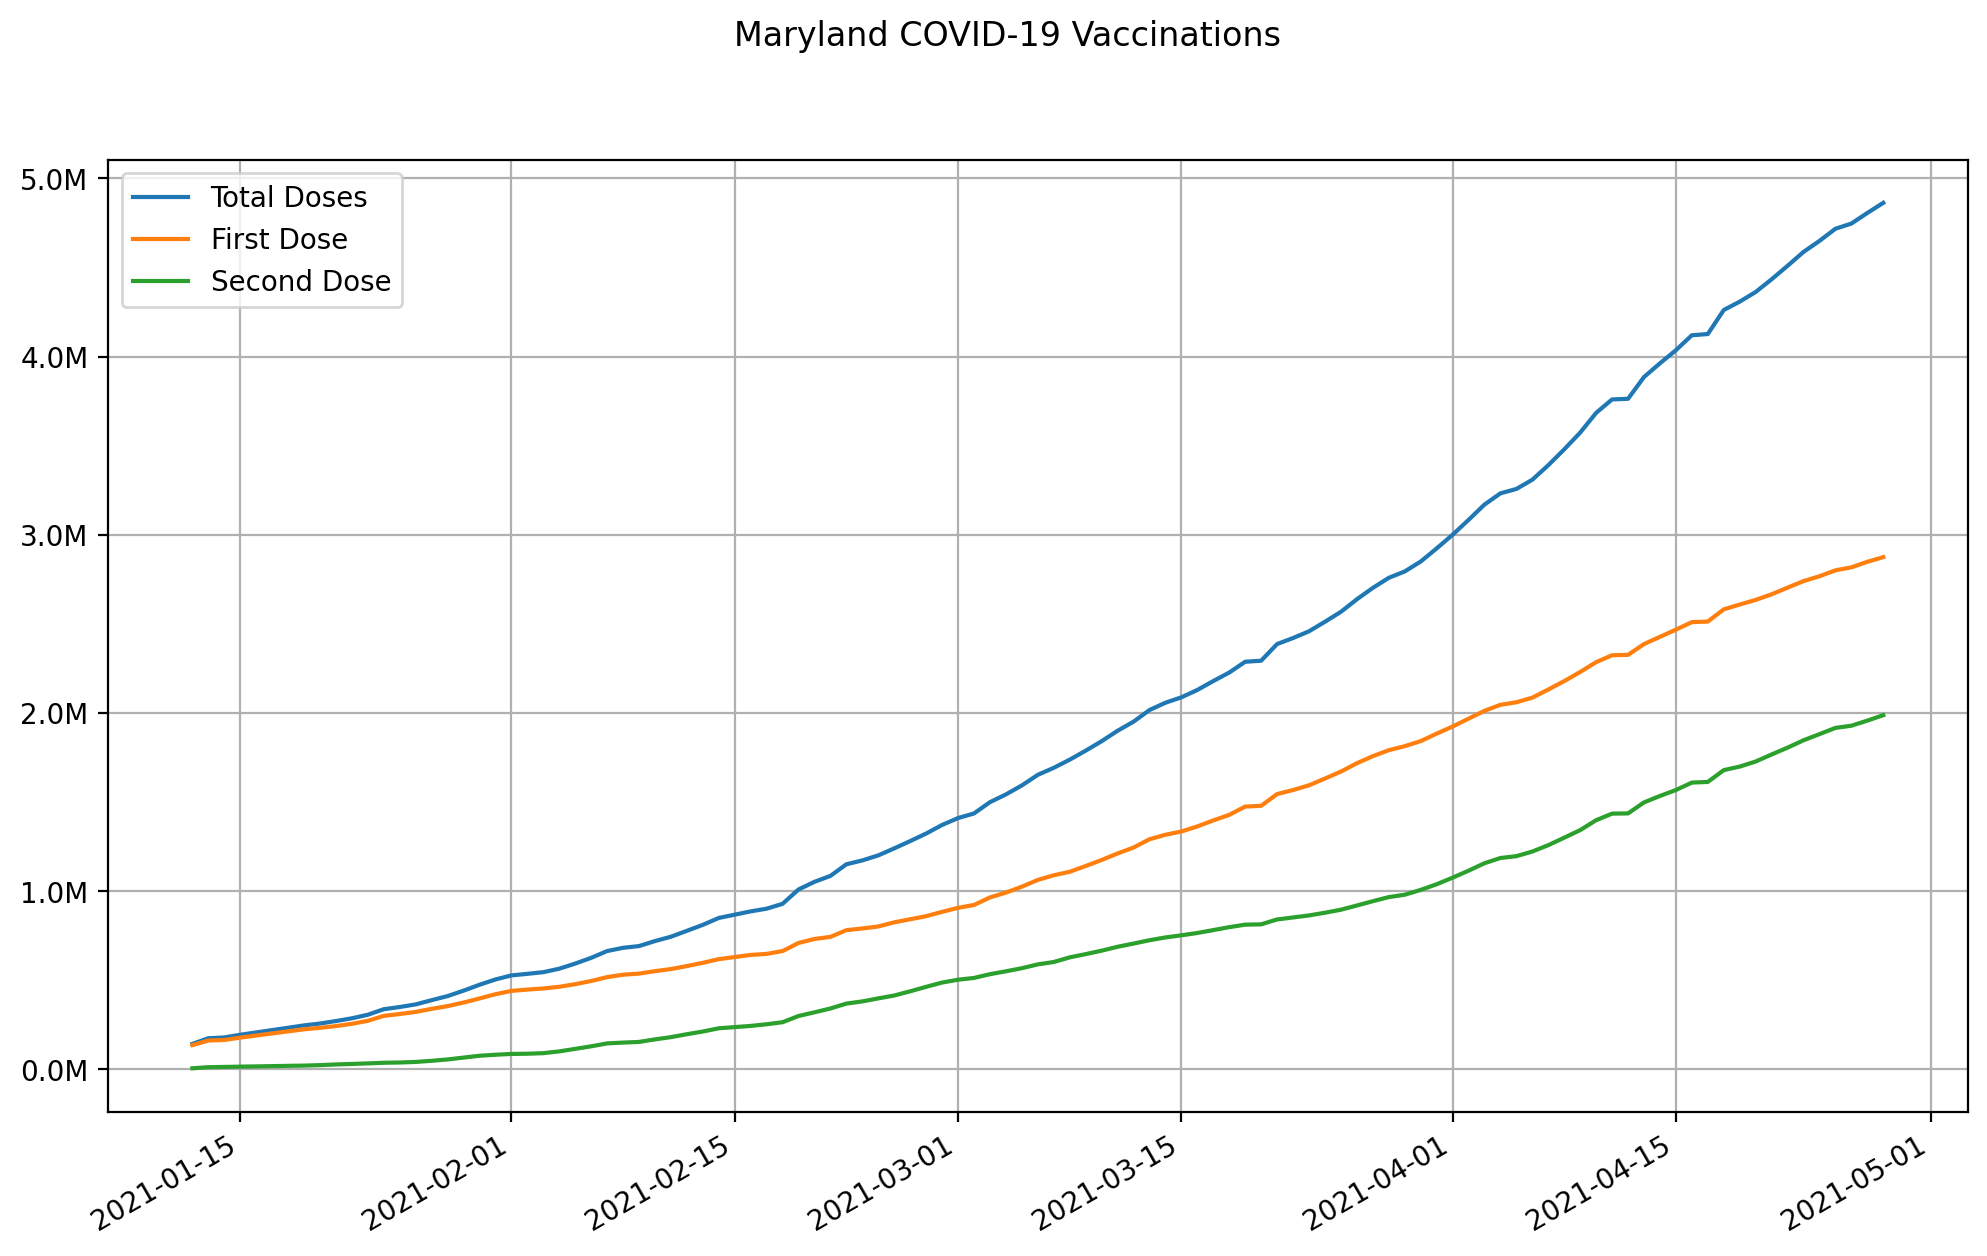 Maryland COVID-19 Vaccinations
5.0M
4.0M
3.0M
2.0M
1.0M
0.0M
Total Doses
First Dose
Second Dose
2021-01-15
2021-02-01
2021-02-15
2021-03-01
2021-03-15
2021-04-01
2021-04-15
2021-05-01